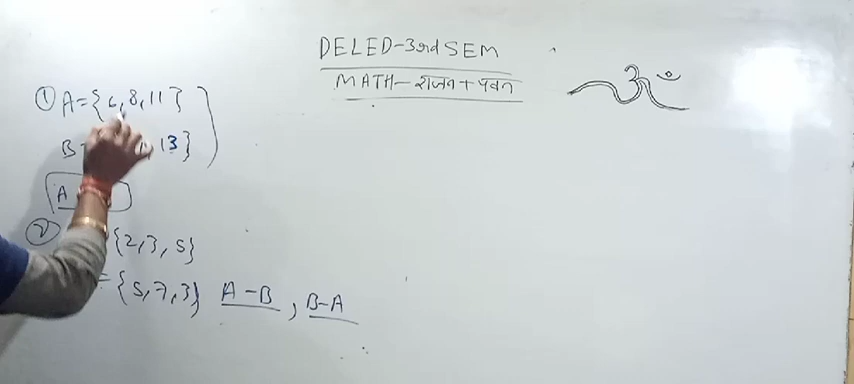 DELED-3rd SEM
MATH- राजन + पवन
ॐ
① A={6,8,11}
B 13}
A
② {2,3,5}
={5,7,3} A-B, B-A